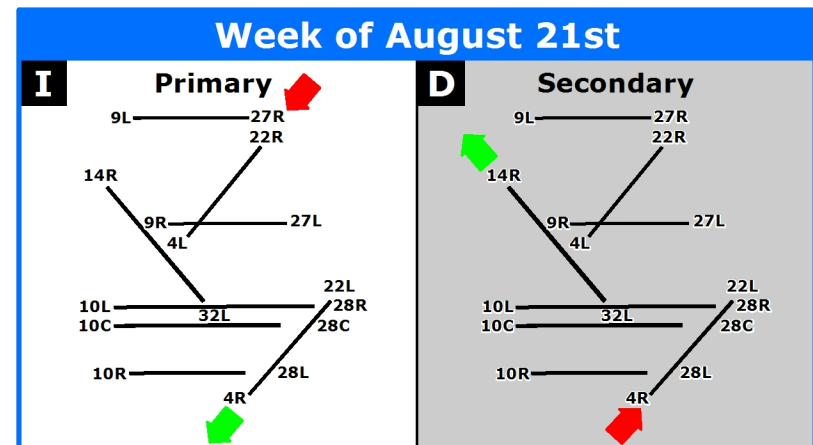 Week of August 21st
I Primary
9L 27R
22R
14R
9R 27L
4L
22L
10L 28R
32L
10C 28C
10R 28L
4R
D Secondary
9L 27R
22R
14R
9R 27L
4L
22L
10L 28R
32L
10C 28C
10R 28L
4R